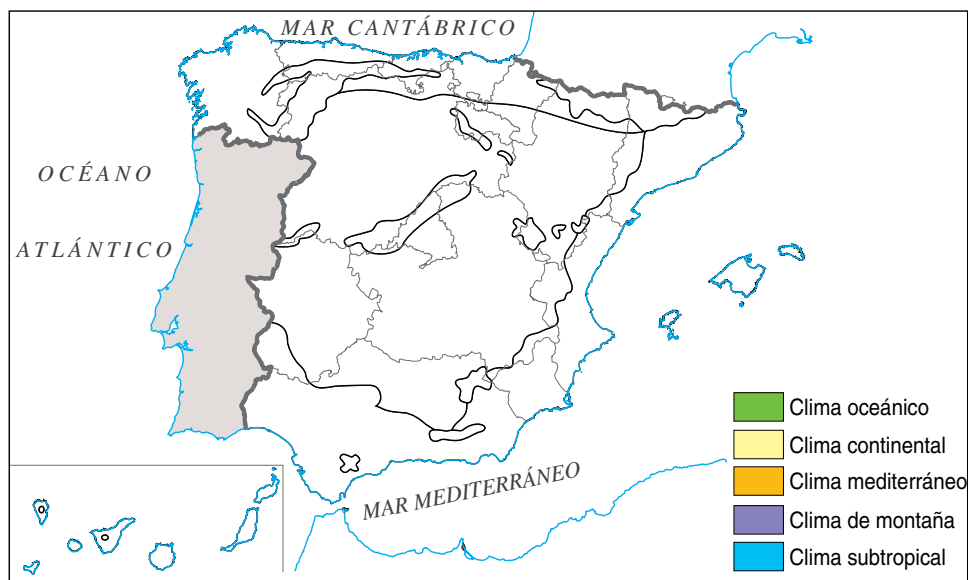 MAR CANTÁBRICO
OCÉANO
ATLÁNTICO
MAR MEDITERRÁNEO
Clima oceánico
Clima continental
Clima mediterráneo
Clima de montaña
Clima subtropical